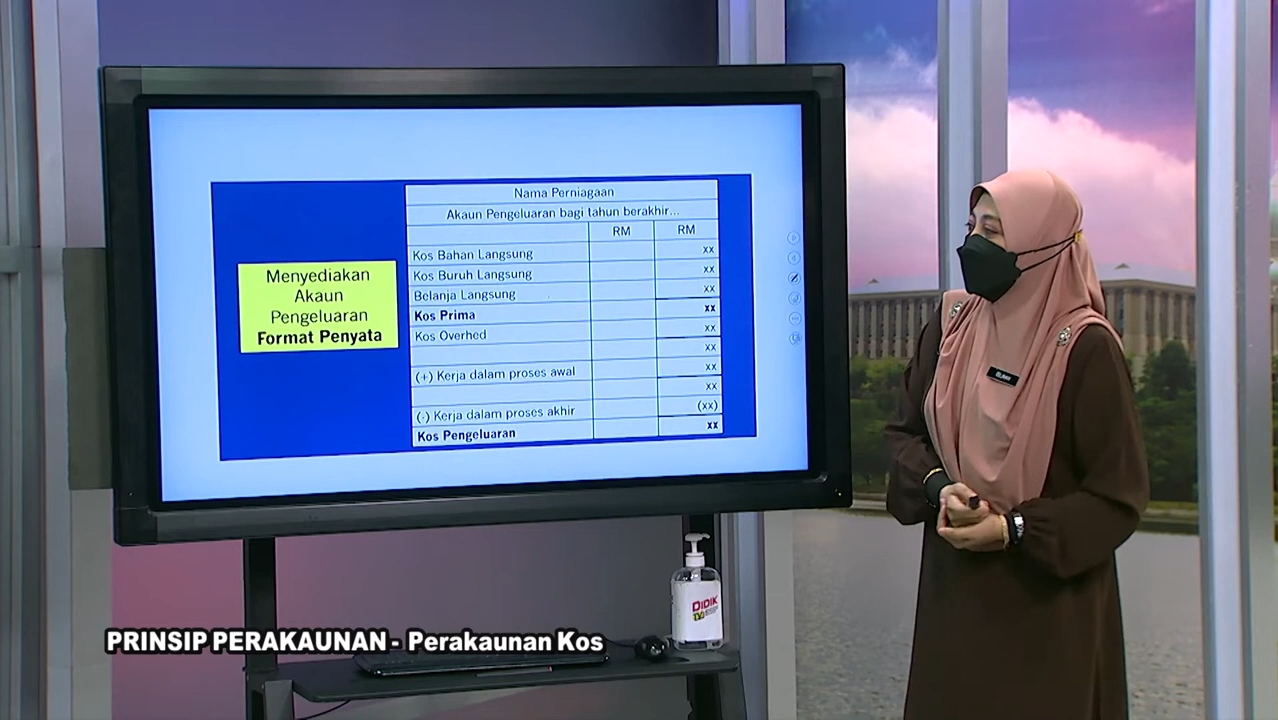 Menyediakan
Akaun
Pengeluaran
Format Penyata
Nama Perniagaan
Akaun Pengeluaran bagi tahun berakhir...
RM RM
Kos Bahan Langsung xx
Kos Buruh Langsung xx
Belanja Langsung xx
Kos Prima xx
Kos Overhed xx
xx
(+) Kerja dalam proses awal xx
xx
(-) Kerja dalam proses akhir (xx)
Kos Pengeluaran xx
DIDIK
PRINSIP PERAKAUNAN - Perakaunan Kos